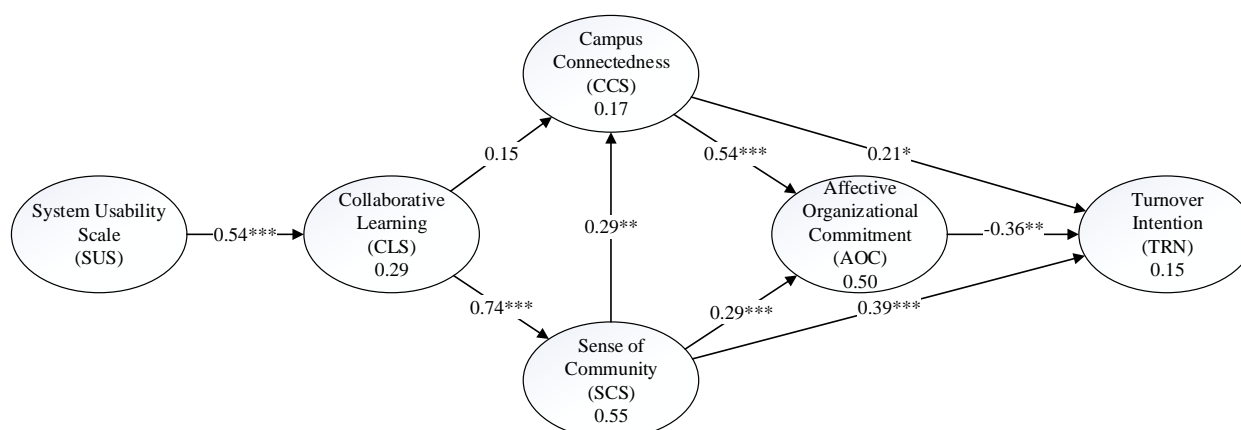 System Usability
Scale
(SUS)
0.54***
Collaborative
Learning
(CLS)
0.29
0.15
0.74***
Campus
Connectedness
(CCS)
0.17
0.29**
Sense of
Community
(SCS)
0.55
0.54***
0.21*
0.29***
0.39***
Affective
Organizational
Commitment
(AOC)
0.50
-0.36**
Turnover
Intention
(TRN)
0.15